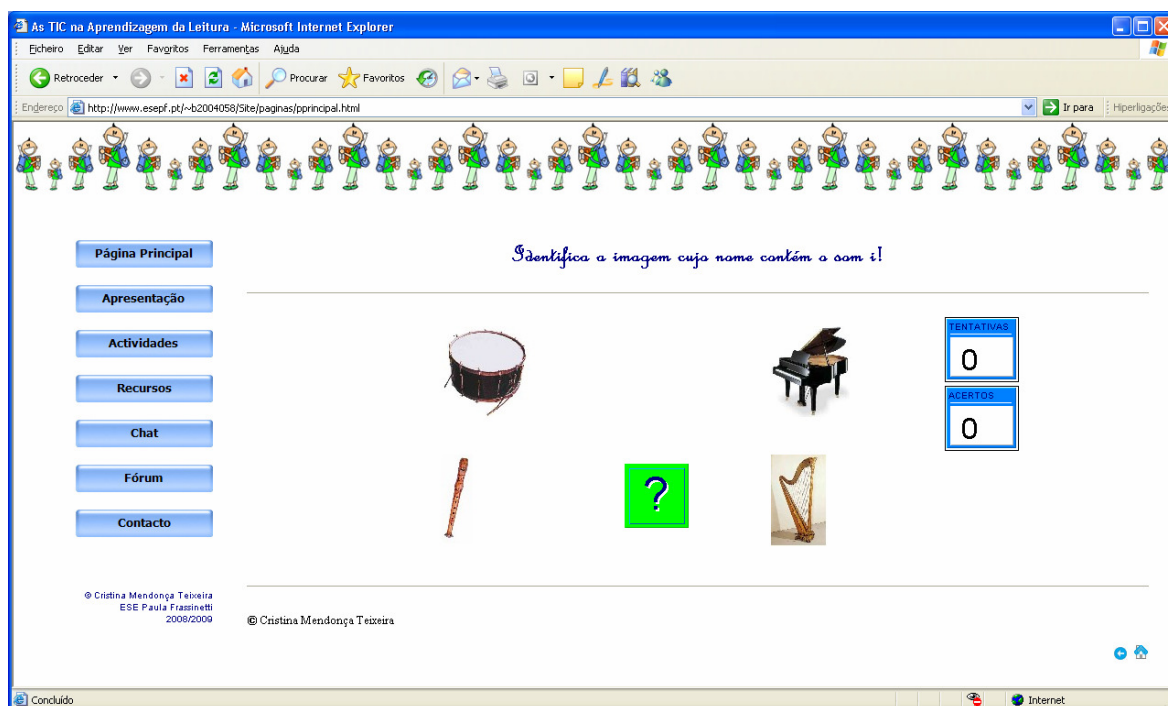 As TIC na Aprendizagem da Leitura - Microsoft Internet Explorer
Ficheiro Editar Ver Favoritos Ferramentas Ajuda
Retroceder Procurar Favoritos
Endereço http://www.esepf.pt/~b2004058/Site/paginas/pprincipal.html Ir para Hiperligações
Identifica a imagem cujo nome contém o som i!
Página Principal
Apresentação
Actividades
Recursos
Chat
Fórum
Contacto
TENTATIVAS
0
ACERTOS
0
?
© Cristina Mendonça Teixeira
ESE Paula Frassinetti
2008/2009
© Cristina Mendonça Teixeira
Concluído Internet